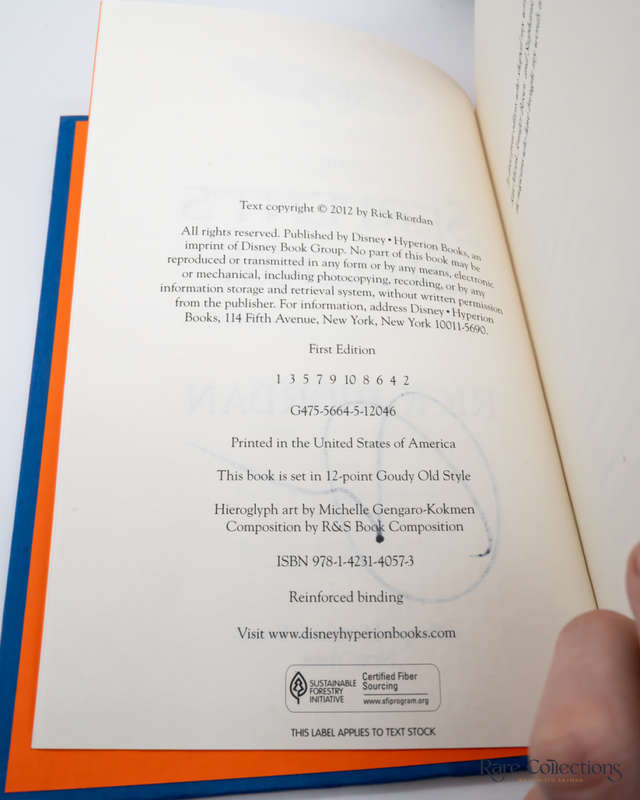 Text copyright © 2012 by Rick Riordan
All rights reserved. Published by Disney • Hyperion Books, an
imprint of Disney Book Group. No part of this book may be
reproduced or transmitted in any form or by any means, electronic
or mechanical, including photocopying, recording, or by any
information storage and retrieval system, without written permission
from the publisher. For information, address Disney • Hyperion
Books, 114 Fifth Avenue, New York, New York 10011-5690.
First Edition
1 3 5 7 9 10 8 6 4 2
G475-5664-5-12046
Printed in the United States of America
This book is set in 12-point Goudy Old Style
Hieroglyph art by Michelle Gengaro-Kokmen
Composition by R&S Book Composition
ISBN 978-1-4231-4057-3
Reinforced binding
Visit www.disneyhyperionbooks.com
SUSTAINABLE
FORESTRY
INITIATIVE
Certified Fiber
Sourcing
www.sfiprogram.org
THIS LABEL APPLIES TO TEXT STOCK
Rare Collections